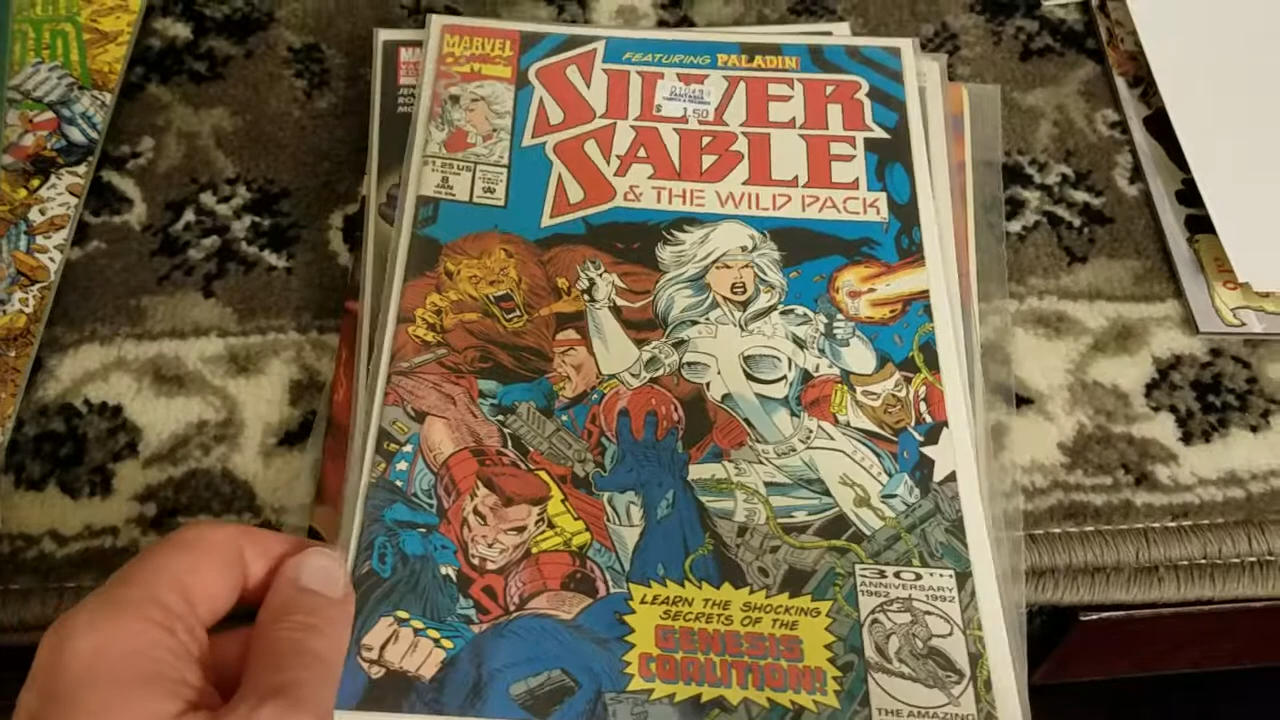 MARVEL
FEATURING PALADIN
SILVER
SABLE
& THE WILD PACK
FANTASIA
$ 1.50
$1.25 US
8
JAN
LEARN THE SHOCKING
SECRETS OF THE
GENESIS
COALITION!
30TH
ANNIVERSARY
1962 1992
THE AMAZING